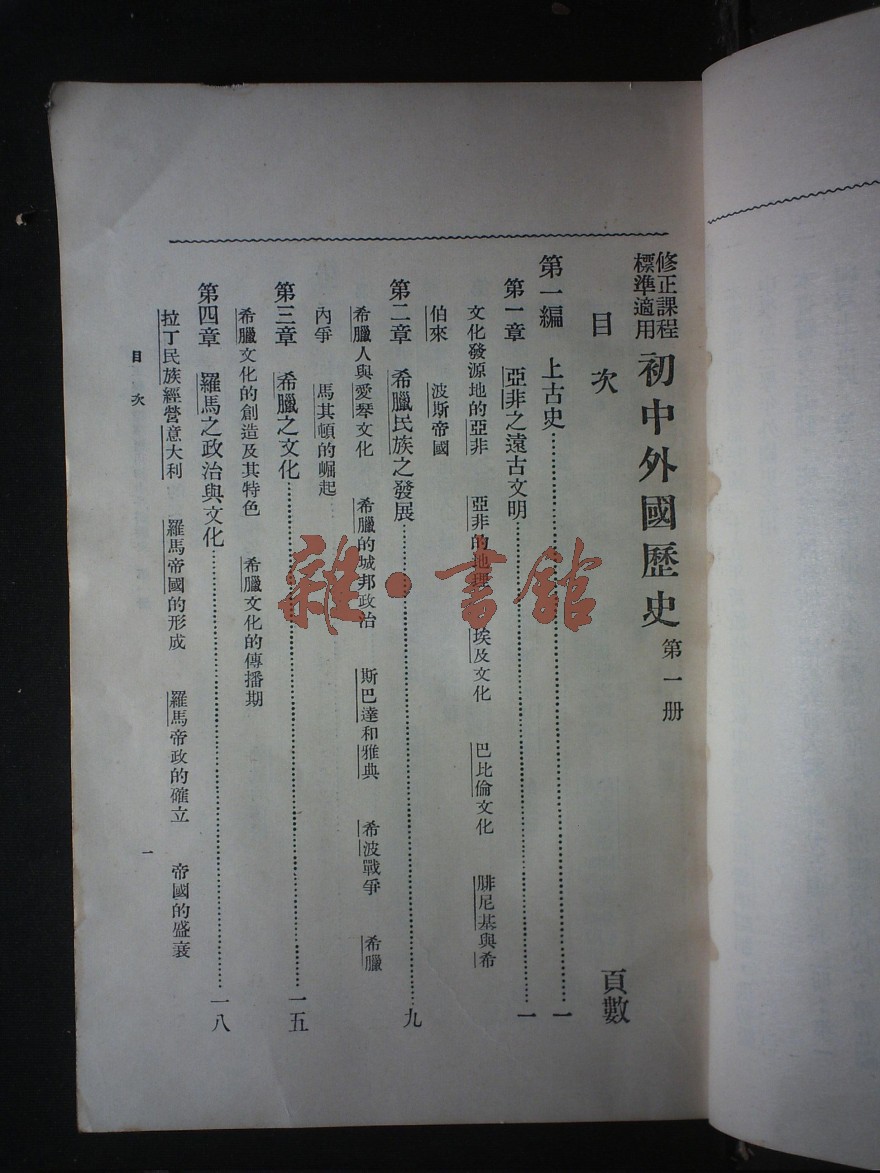 修正課程
標準適用
初中外國歷史 第一册
目次 頁數
第一編 上古史……一
第一章 亞非之遠古文明……一
文化發源地的亞非 亞非的地理 埃及文化 巴比倫文化 腓尼基與希
伯來 波斯帝國
第二章 希臘民族之發展……九
希臘人與愛琴文化 希臘的城邦政治 斯巴達和雅典 希波戰爭 希臘
內爭 馬其頓的崛起
第三章 希臘之文化……一五
希臘文化的創造及其特色 希臘文化的傳播期
第四章 羅馬之政治與文化……一八
拉丁民族經營意大利 羅馬帝國的形成 羅馬帝政的確立 帝國的盛衰
目次 一
雜·書館